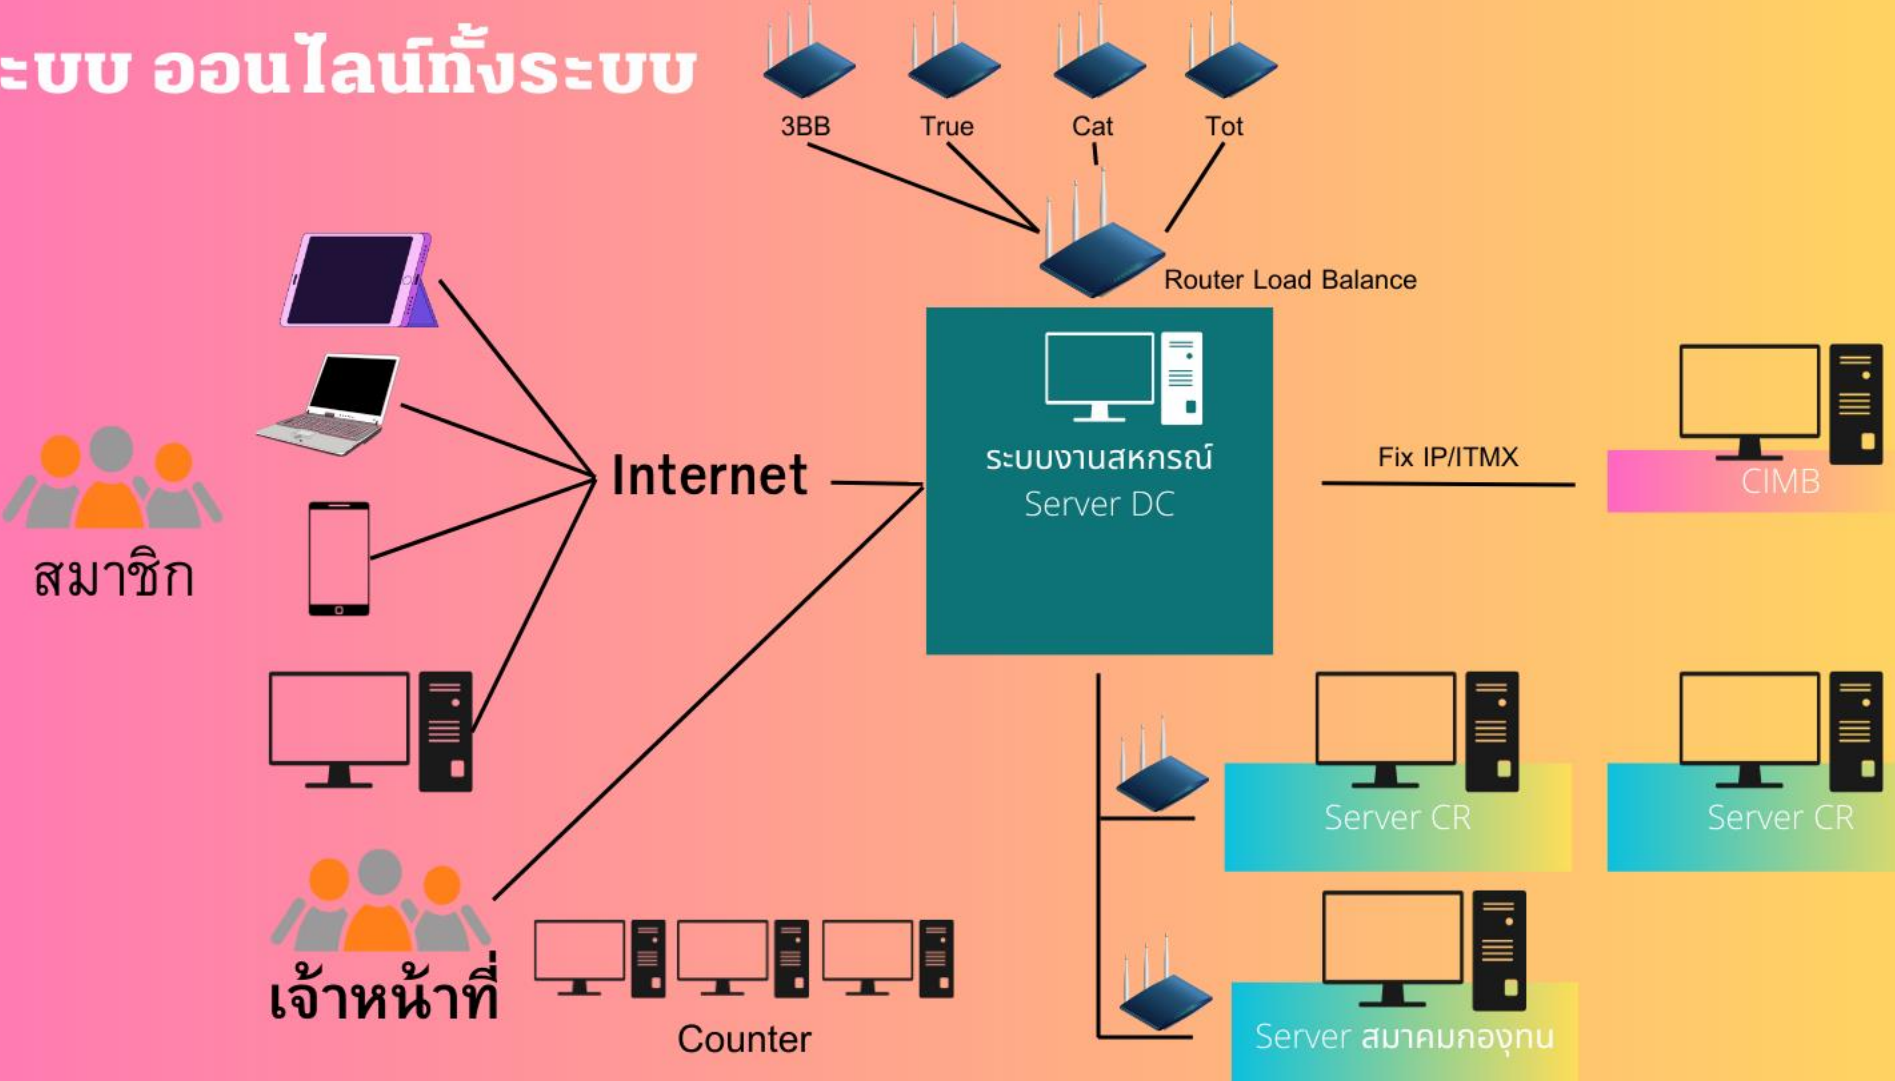 ะบบ ออนไลน์ทั้งระบบ
3BB
True
Cat
Tot
Router Load Balance
ระบบงานสหกรณ์
Server DC
Internet
Fix IP/ITMX
CIMB
สมาชิก
Server CR
Server CR
เจ้าหน้าที่
Counter
Server สมาคมกองทุน